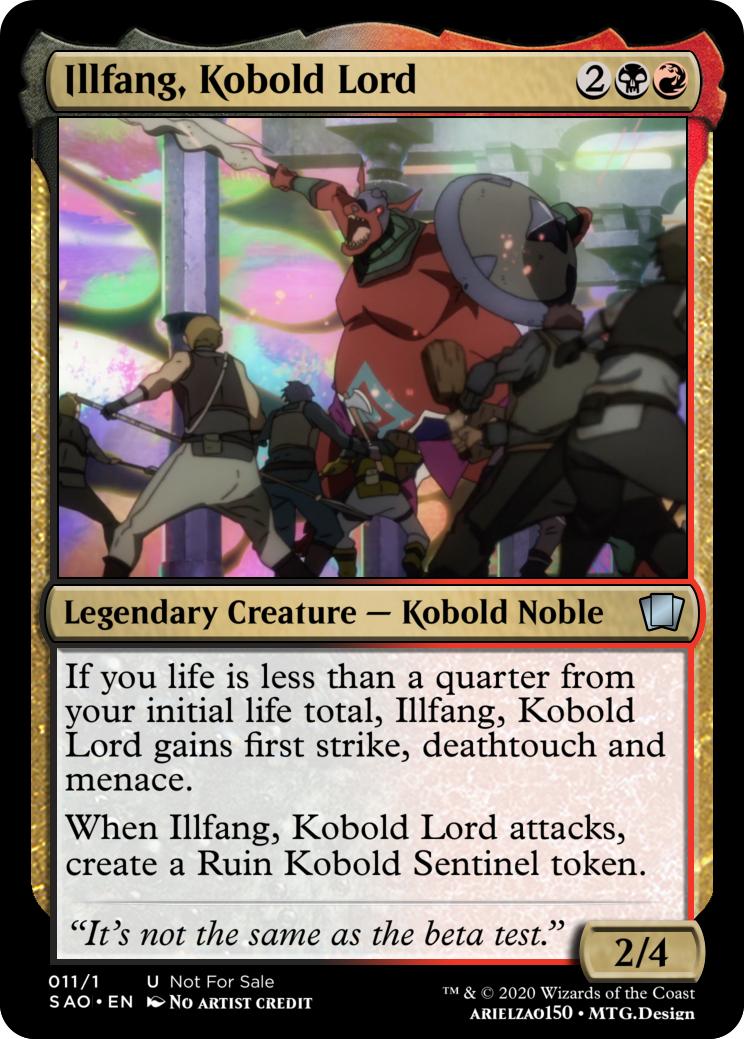 Illfang, Kobold Lord 2
Legendary Creature — Kobold Noble
If you life is less than a quarter from
your initial life total, Illfang, Kobold
Lord gains first strike, deathtouch and
menace.
When Illfang, Kobold Lord attacks,
create a Ruin Kobold Sentinel token.
“It’s not the same as the beta test.”
2/4
011/1 U Not For Sale
SAO • EN No artist credit
™ & © 2020 Wizards of the Coast
ARIELZAO150 • MTG.Design